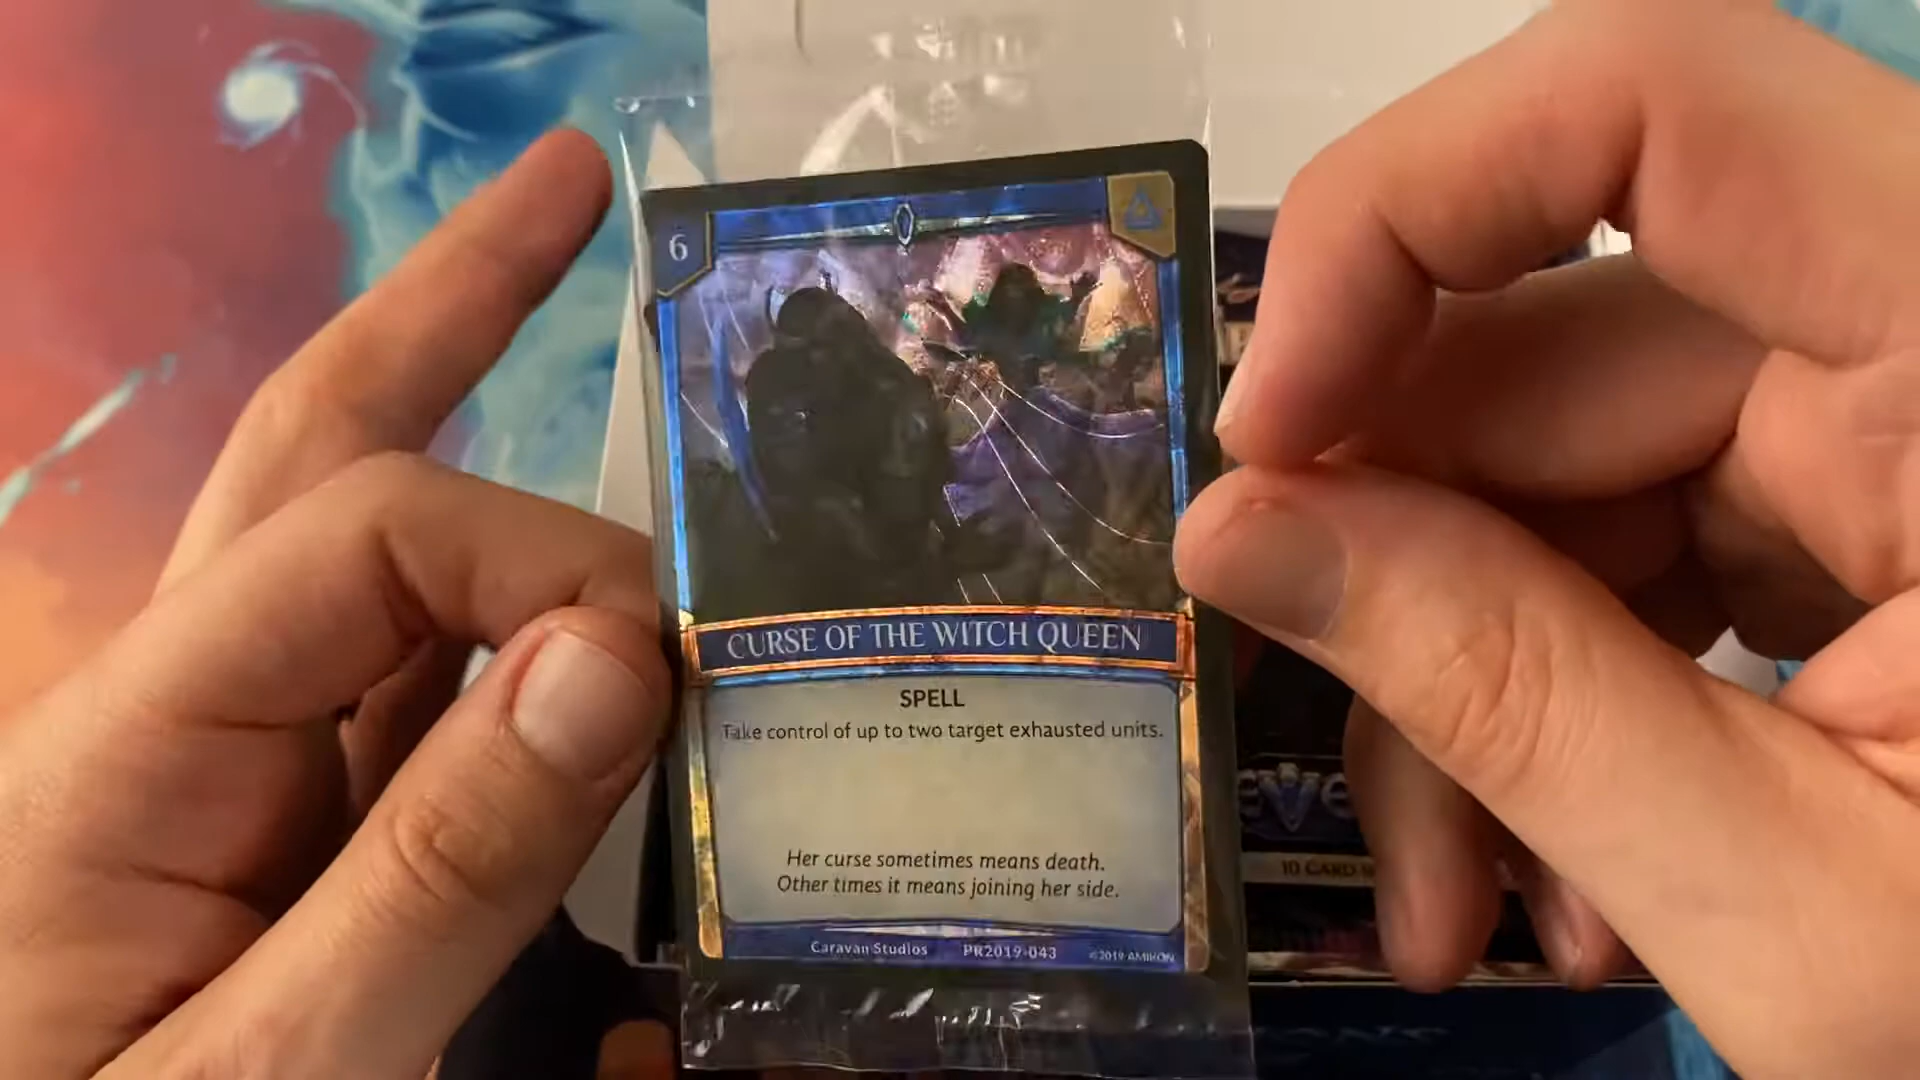 6
CURSE OF THE WITCH QUEEN
SPELL
Take control of up to two target exhausted units.
Her curse sometimes means death.
Other times it means joining her side.
Caravan Studios PR2019-043 ©2019 AMIKON
10 CARD